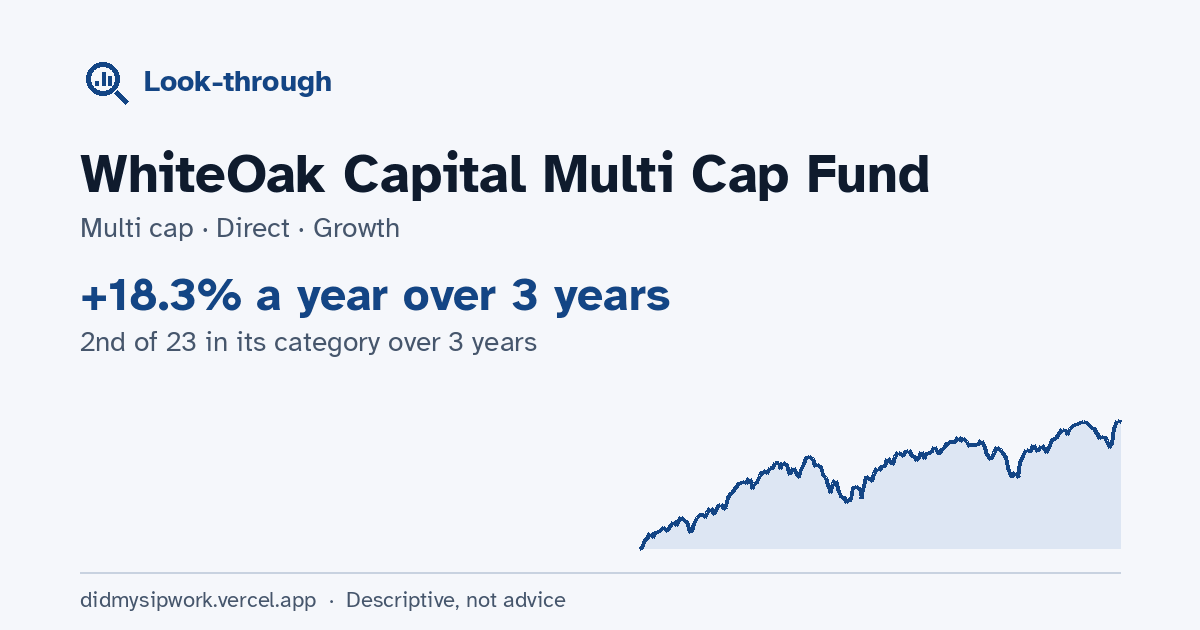 Look-through
WhiteOak Capital Multi Cap Fund
Multi cap · Direct · Growth
+18.3% a year over 3 years
2nd of 23 in its category over 3 years
didmysipwork.vercel.app · Descriptive, not advice